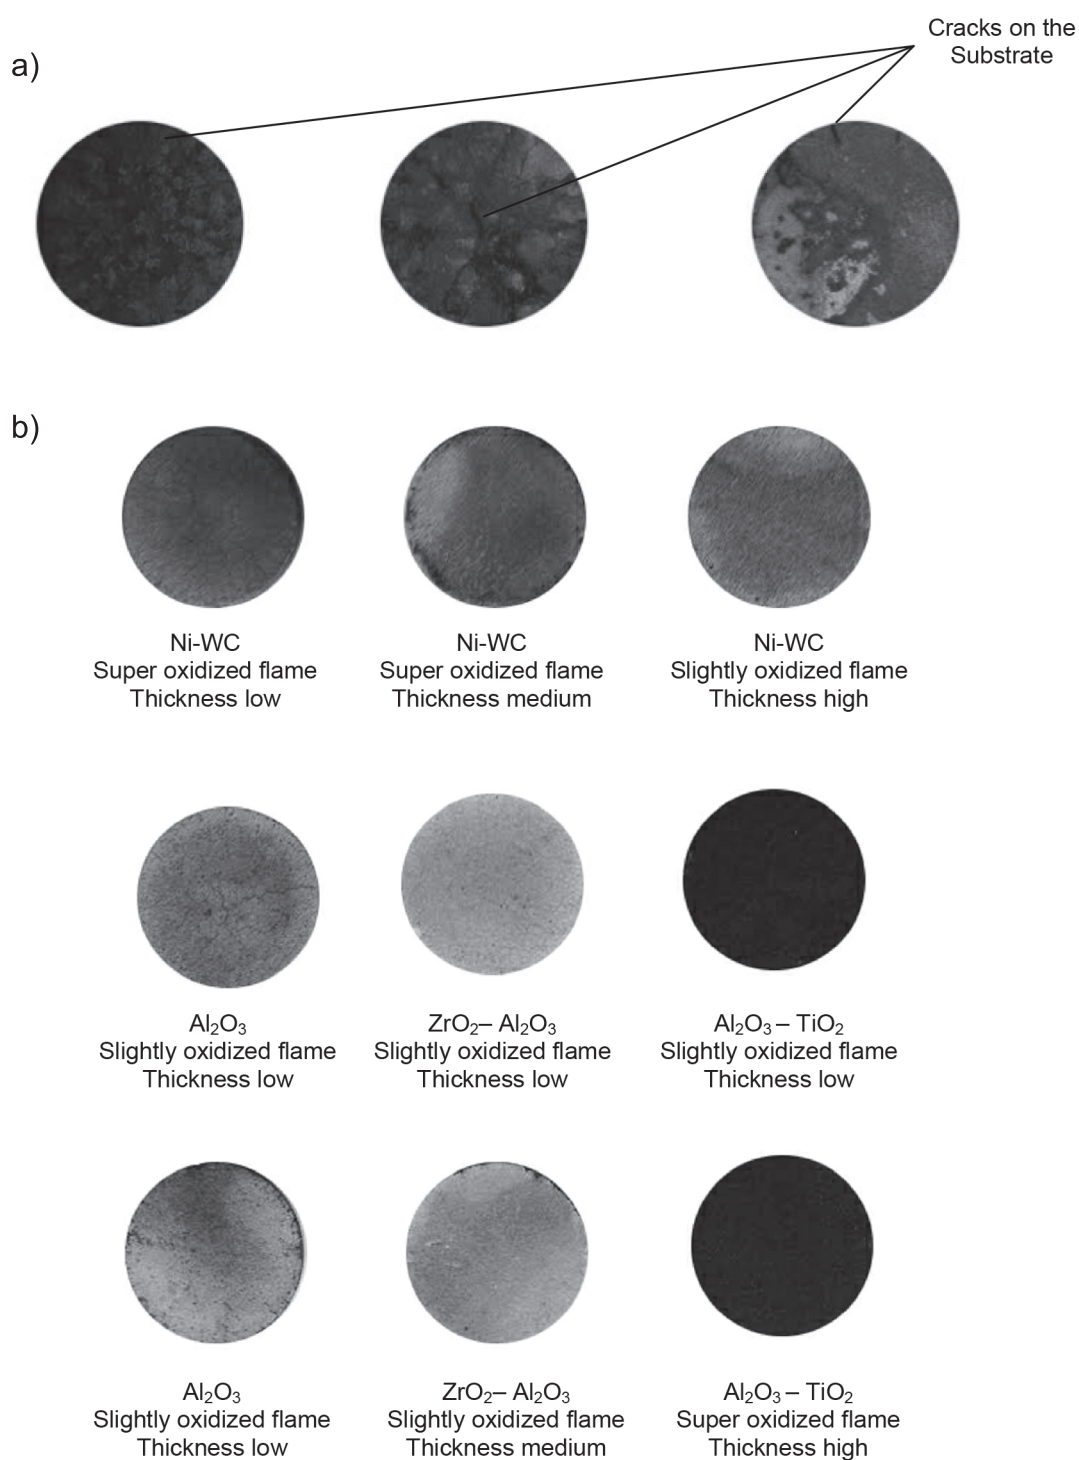 Cracks on the
Substrate
a)
b)
Ni-WC
Super oxidized flame
Thickness low
Ni-WC
Super oxidized flame
Thickness medium
Ni-WC
Slightly oxidized flame
Thickness high
Al₂O₃
Slightly oxidized flame
Thickness low
ZrO₂– Al₂O₃
Slightly oxidized flame
Thickness low
Al₂O₃ – TiO₂
Slightly oxidized flame
Thickness low
Al₂O₃
Slightly oxidized flame
Thickness low
ZrO₂– Al₂O₃
Slightly oxidized flame
Thickness medium
Al₂O₃ – TiO₂
Super oxidized flame
Thickness high